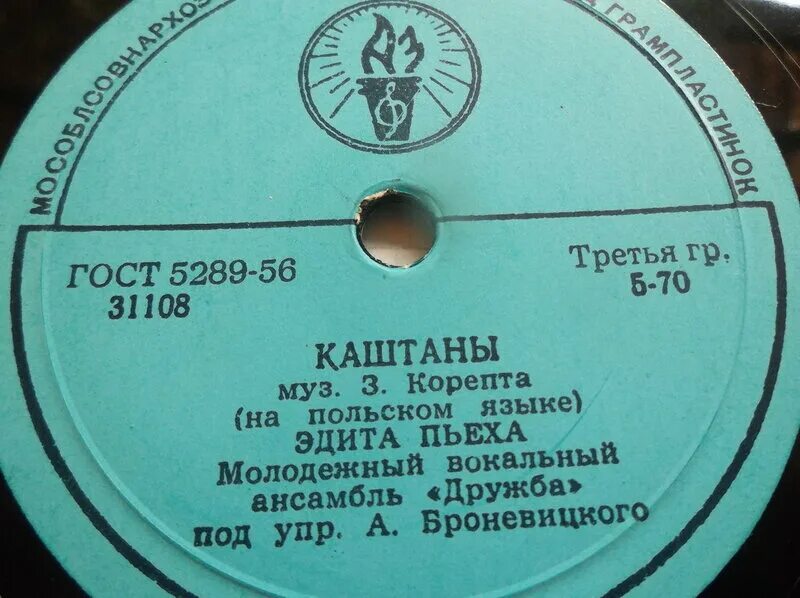 МОСОБЛСОВНАРХОЗ
ГРАМПЛАСТИНОК
АЗ
ГОСТ 5289-56
31108
Третья гр.
Б-70
КАШТАНЫ
муз. З. Корепта
(на польском языке)
ЭДИТА ПЬЕХА
Молодежный вокальный
ансамбль «Дружба»
под упр. А. Броневицкого